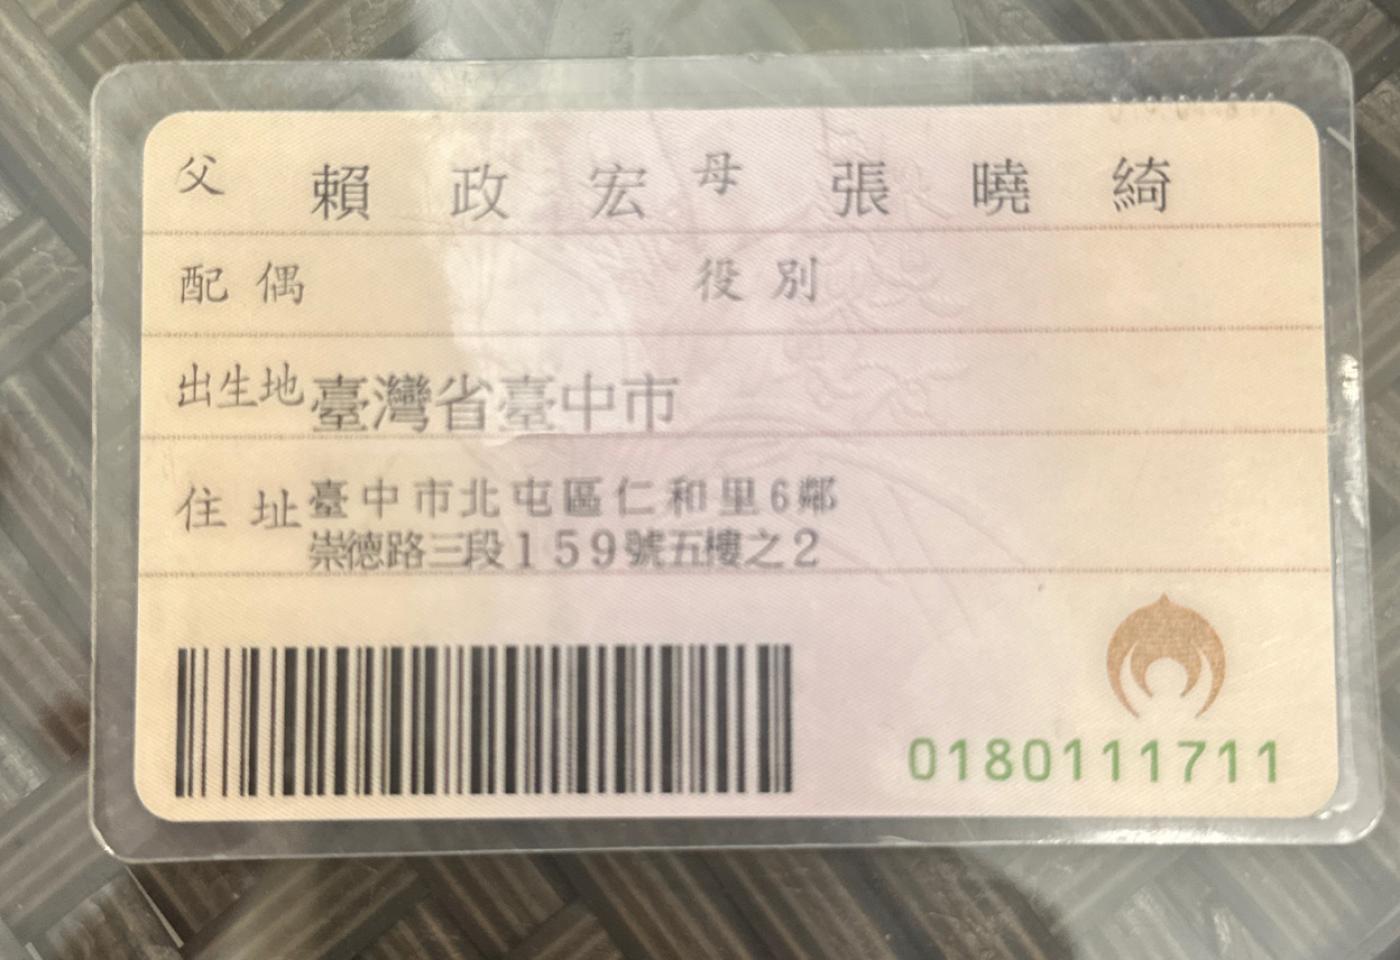 父 賴政宏 母 張曉綺
配偶 役別
出生地 臺灣省臺中市
住址 臺中市北屯區仁和里6鄰
崇德路三段159號五樓之2
0180111711